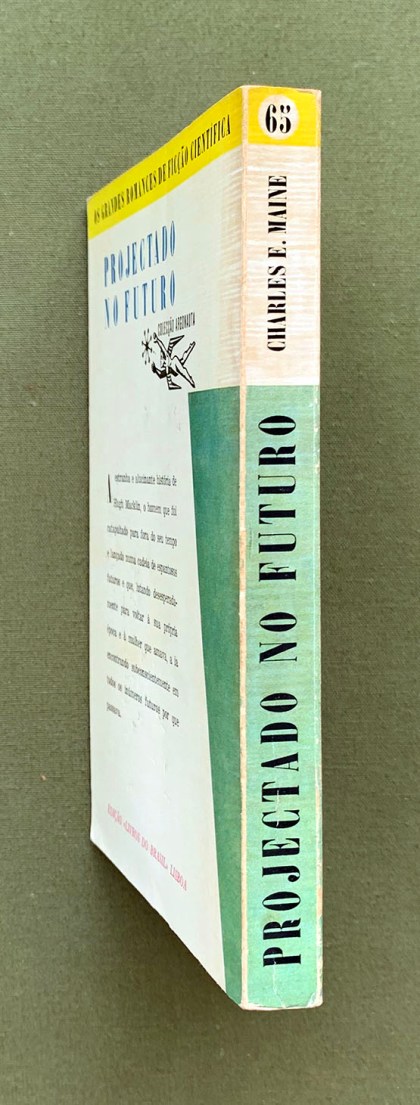 OS GRANDES ROMANCES DE FICÇÃO CIENTÍFICA
PROJECTADO
NO FUTURO
COLECÇÃO ARGONAUTA
A estranha e alucinante história de
Hugh Macklin, o homem que foi
catapultado para fora do seu tempo
e lançado numa cadeia de espantosos
futuros e que, lutando desesperada-
mente para voltar à sua própria
época e à mulher que amava, a ia
encontrando subconscientemente em
todos os inúmeros futuros por que
passava.
EDIÇÃO «LIVROS DO BRASIL» LISBOA
65
CHARLES E. MAINE
PROJECTADO NO FUTURO